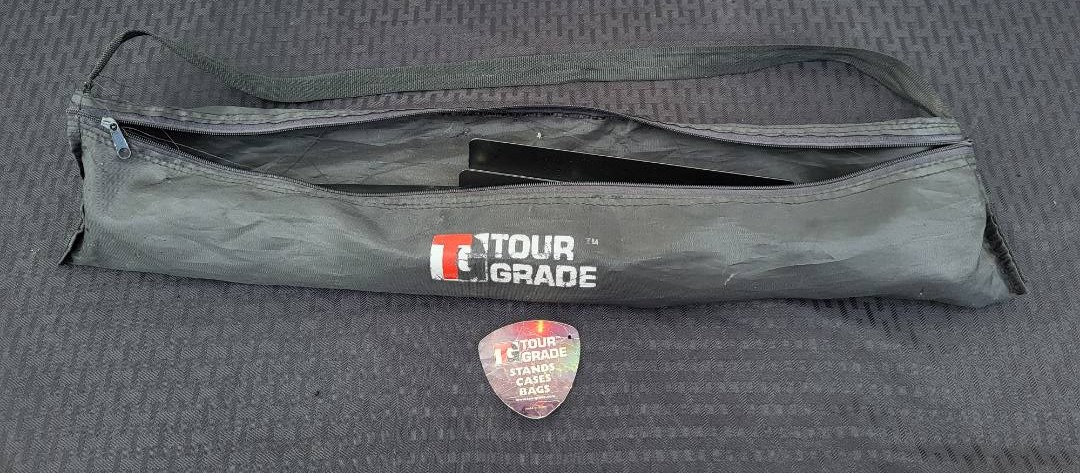 TG TOUR ™
GRADE
TG TOUR
GRADE
STANDS
CASES
BAGS